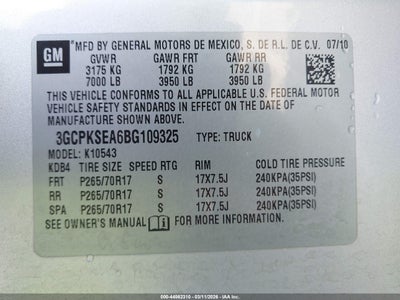 GM
MFD BY GENERAL MOTORS DE MEXICO, S. DE R.L. DE C.V. 07/10
GVWR GAWR FRT GAWR RR
3175 KG 1792 KG 1792 KG
7000 LB 3950 LB 3950 LB
THIS VEHICLE CONFORMS TO ALL APPLICABLE
U.S. FEDERAL MOTOR
VEHICLE SAFETY STANDARDS IN EFFECT ON THE DATE OF
MANUFACTURE SHOWN ABOVE.
3GCPKSEA6BG109325 TYPE: TRUCK
MODEL: K10543
KDB4 TIRE SIZE SPEED RTG RIM COLD TIRE PRESSURE
FRT P265/70R17 S 17X7.5J 240KPA(35PSI)
RR P265/70R17 S 17X7.5J 240KPA(35PSI)
SPA P265/70R17 S 17X7.5J 240KPA(35PSI)
SEE OWNER'S MANUAL FOR MORE INFORMATION.
000-44982310 - 03/11/2026 - IAA Inc.